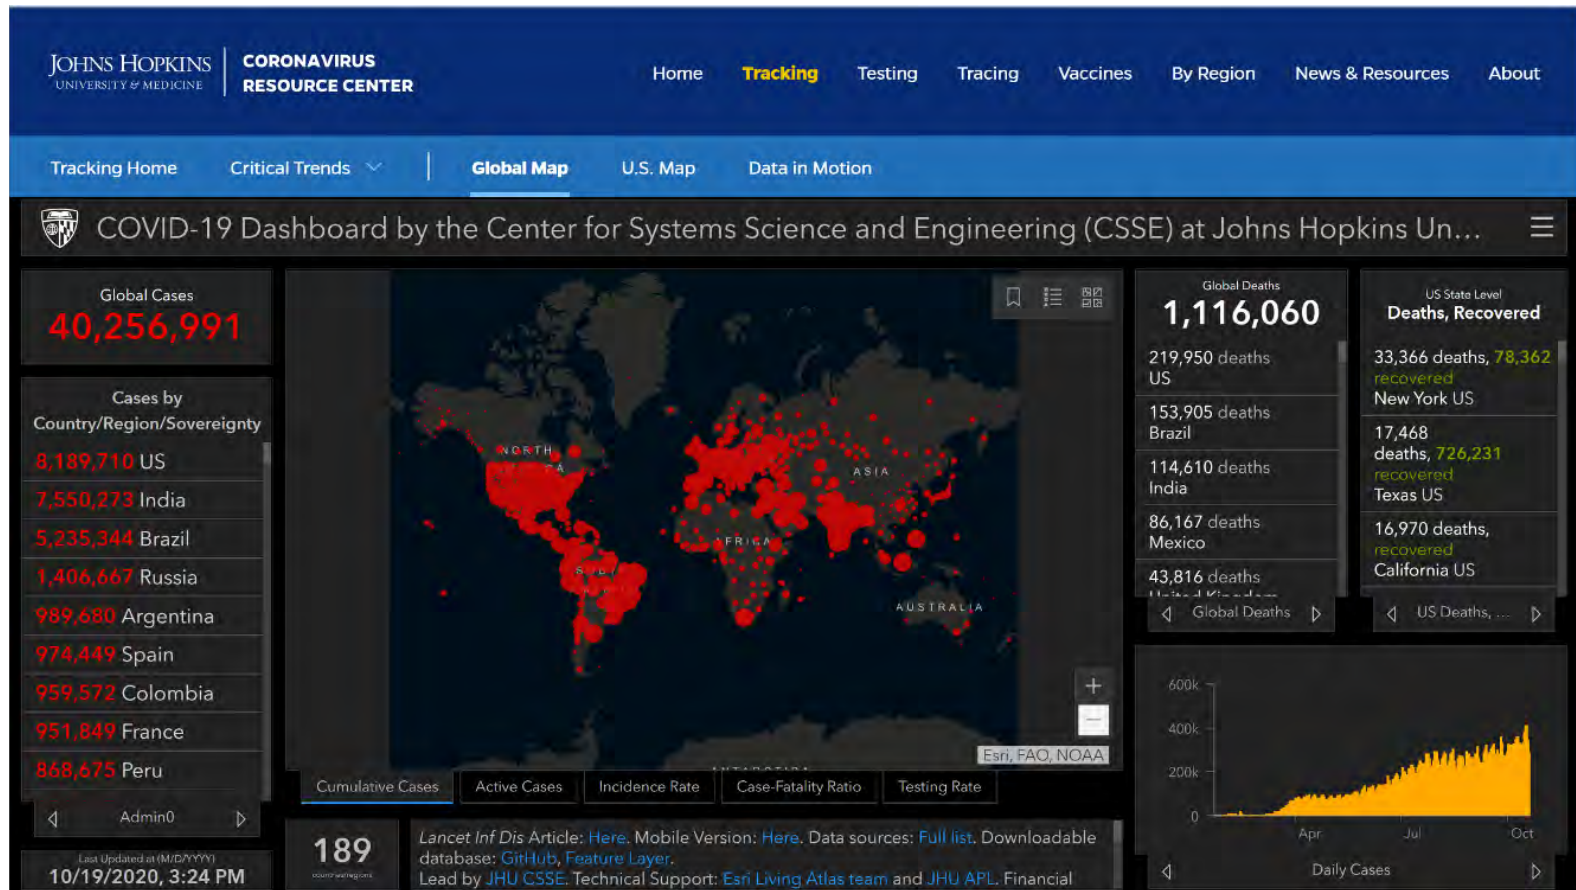 JOHNS HOPKINS
UNIVERSITY & MEDICINE
CORONAVIRUS
RESOURCE CENTER
Home
Tracking
Testing
Tracing
Vaccines
By Region
News & Resources
About
Tracking Home
Critical Trends
Global Map
U.S. Map
Data in Motion
COVID-19 Dashboard by the Center for Systems Science and Engineering (CSSE) at Johns Hopkins Un...
Global Cases
40,256,991
Cases by
Country/Region/Sovereignty
8,189,710 US
7,550,273 India
5,235,344 Brazil
1,406,667 Russia
989,680 Argentina
974,449 Spain
959,572 Colombia
951,849 France
868,675 Peru
Admin0
Last Updated at (M/D/YYYY)
10/19/2020, 3:24 PM
NORTH
ASIA
AFRICA
AUSTRALIA
Esri, FAO, NOAA
Cumulative Cases
Active Cases
Incidence Rate
Case-Fatality Ratio
Testing Rate
189
countries/regions
Lancet Inf Dis Article: Here. Mobile Version: Here. Data sources: Full list. Downloadable
database: GitHub, Feature Layer.
Lead by JHU CSSE. Technical Support: Esri Living Atlas team and JHU APL. Financial
Global Deaths
1,116,060
219,950 deaths
US
153,905 deaths
Brazil
114,610 deaths
India
86,167 deaths
Mexico
43,816 deaths
United Kingdom
Global Deaths
US State Level
Deaths, Recovered
33,366 deaths, 78,362
recovered
New York US
17,468
deaths, 726,231
recovered
Texas US
16,970 deaths,
recovered
California US
US Deaths, ...
600k
400k
200k
0
Apr
Jul
Oct
Daily Cases